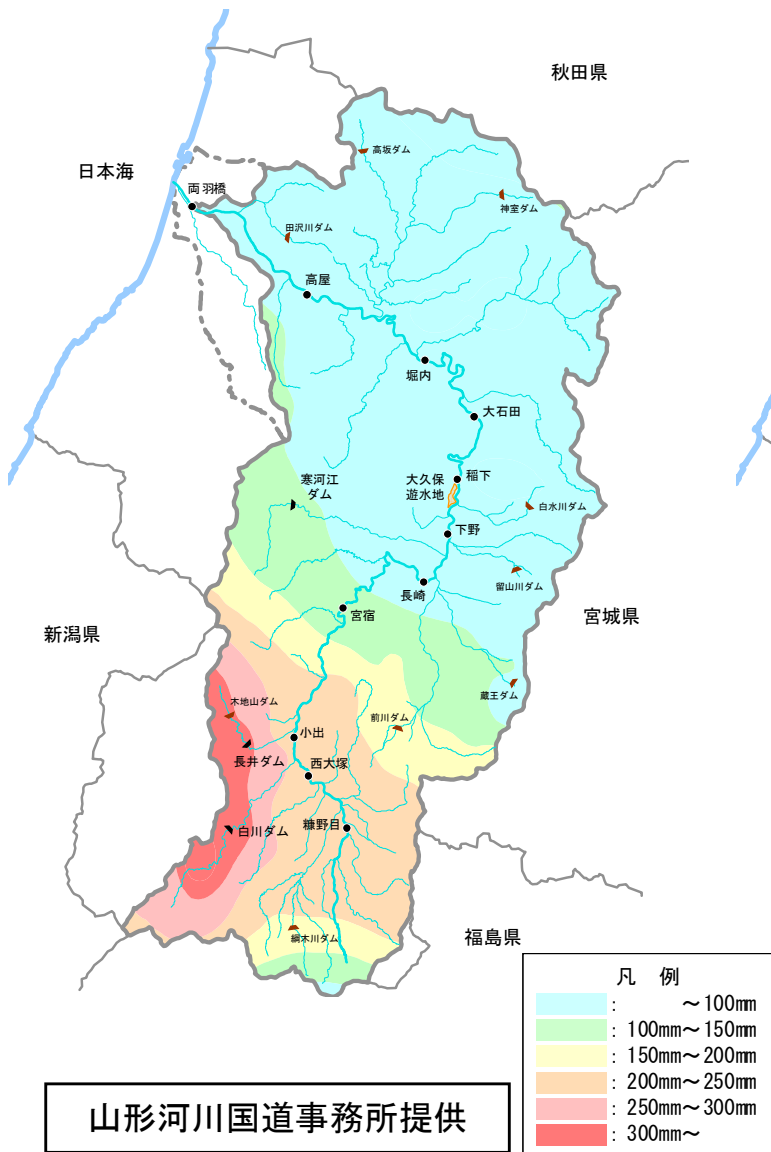 秋田県
高坂ダム
日本海
両羽橋
神室ダム
田沢川ダム
高屋
堀内
大石田
寒河江
ダム
大久保
遊水地
稲下
白水川ダム
下野
留山川ダム
長崎
宮宿
宮城県
新潟県
蔵王ダム
木地山ダム
前川ダム
小出
長井ダム
西大塚
白川ダム
糠野目
綱木川ダム
福島県
凡 例
: ～100mm
: 100mm～150mm
: 150mm～200mm
: 200mm～250mm
: 250mm～300mm
: 300mm～
山形河川国道事務所提供